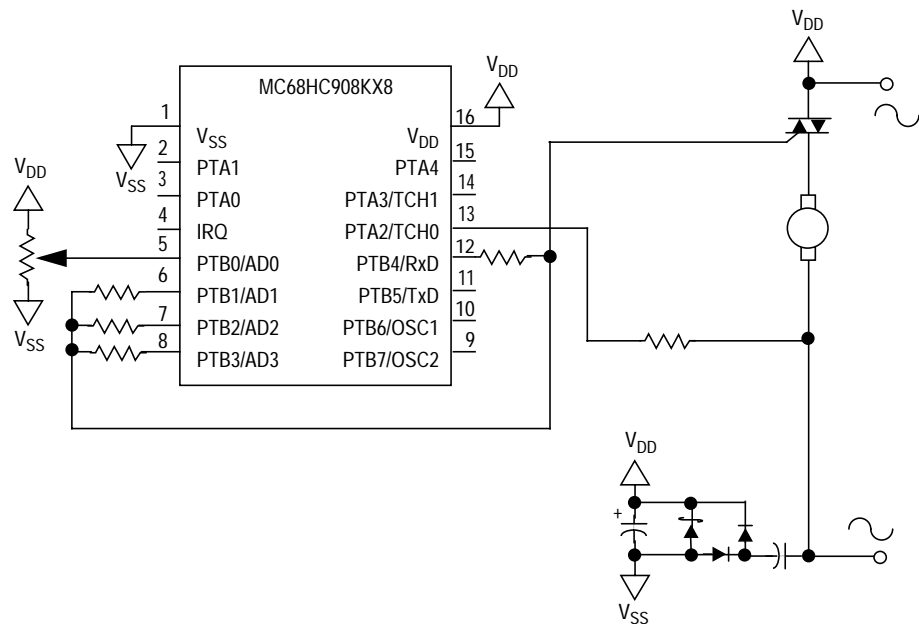 MC68HC908KX8
1
V_SS
V_SS
2
PTA1
3
PTA0
4
IRQ
5
PTB0/AD0
6
PTB1/AD1
7
PTB2/AD2
8
PTB3/AD3
V_DD
V_SS
V_DD
16
V_DD
15
PTA4
14
PTA3/TCH1
13
PTA2/TCH0
12
PTB4/RxD
11
PTB5/TxD
10
PTB6/OSC1
9
PTB7/OSC2
V_DD
V_DD
+
V_SS